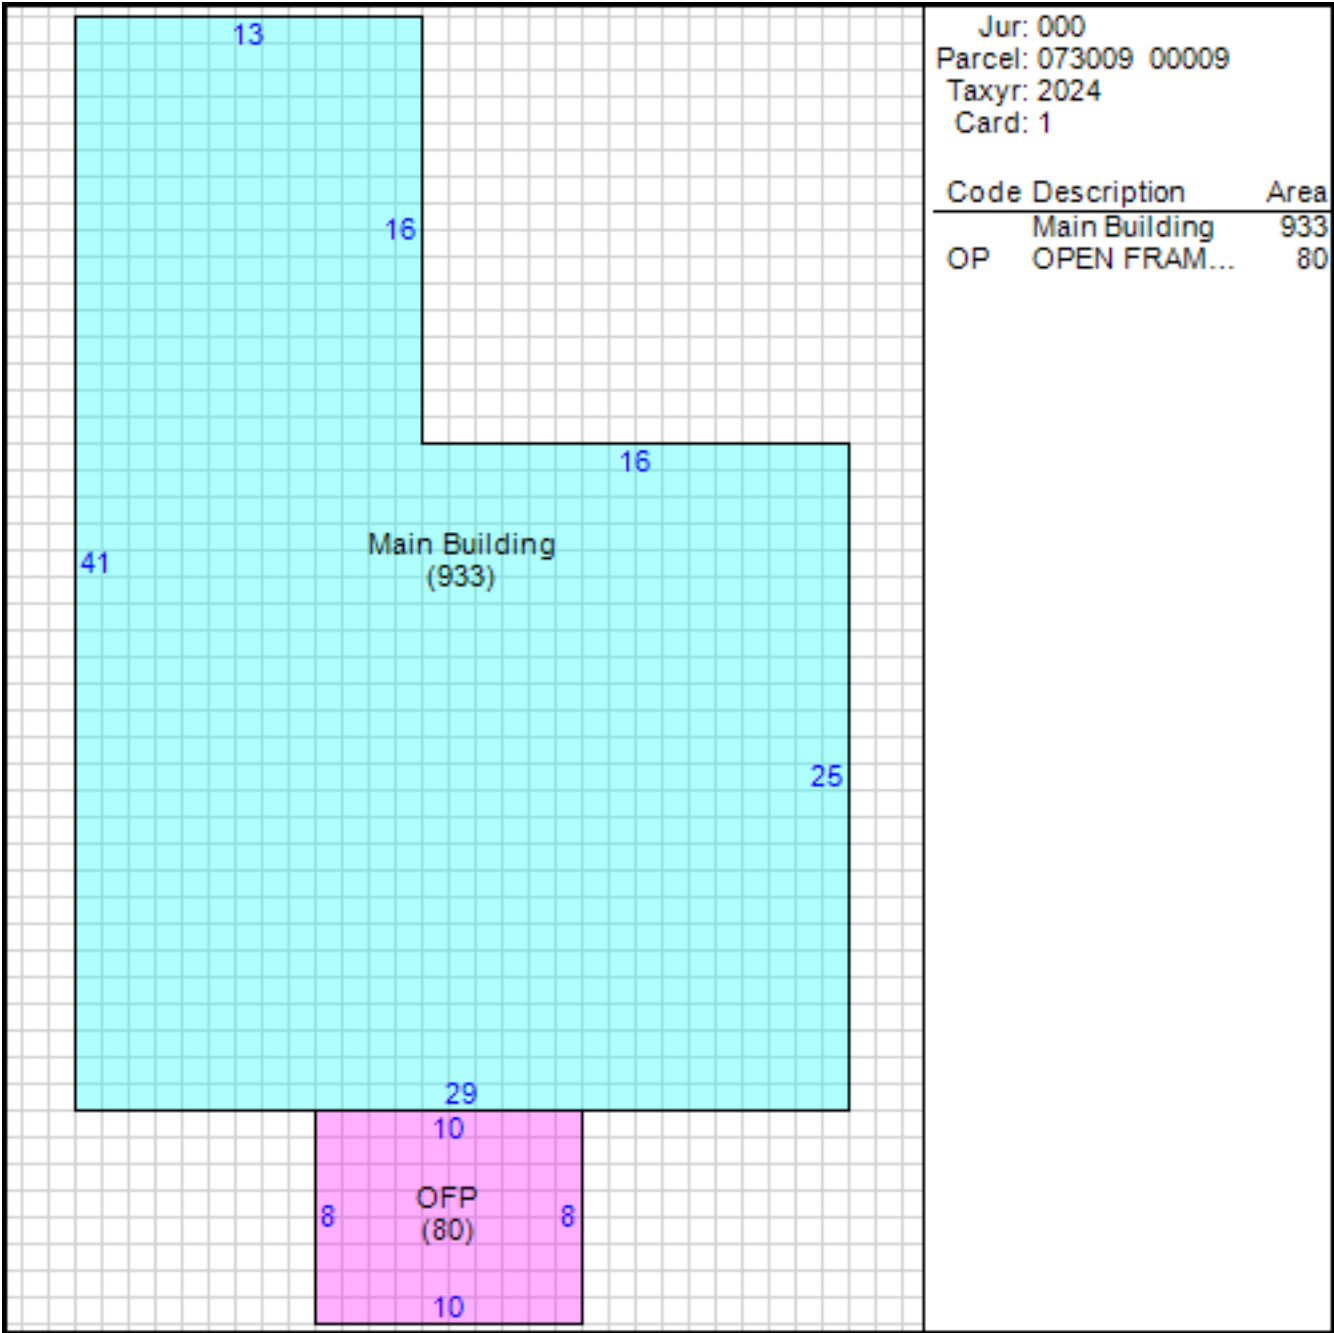 13
16
16
Main Building
(933)
41
25
29
10
OFP
(80)
8
8
10
Jur: 000
Parcel: 073009 00009
Taxyr: 2024
Card: 1
Code Description Area
Main Building 933
OP OPEN FRAM... 80